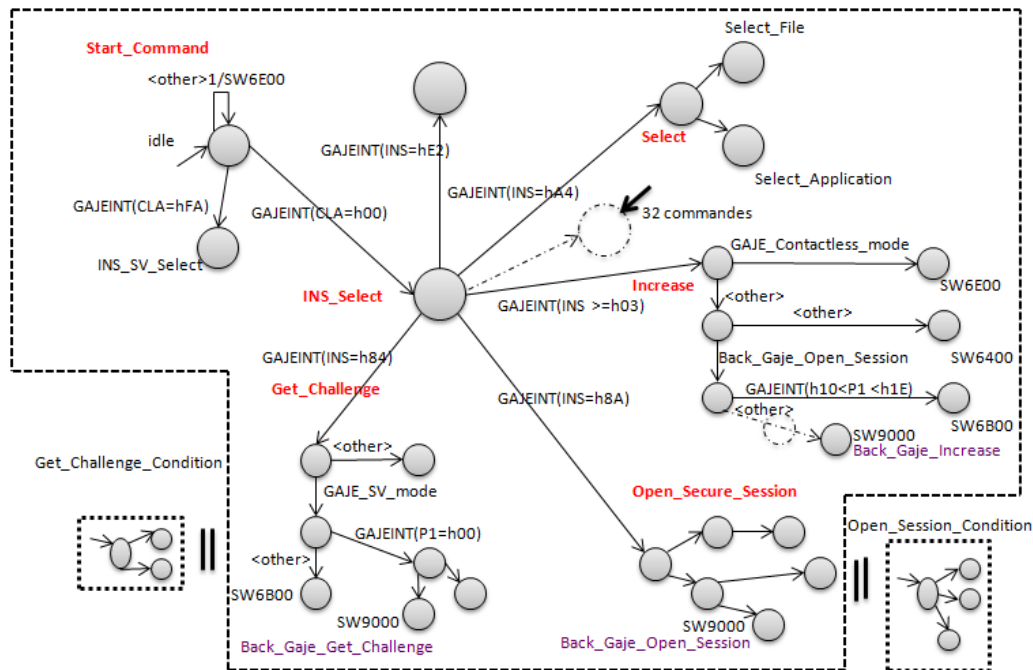 Select_File
Start_Command
<other>1/SW6E00
idle
GAJEINT(INS=hE2)
Select
Select_Application
GAJEINT(INS=hA4)
GAJEINT(CLA=hFA)
GAJEINT(CLA=h00)
32 commandes
INS_SV_Select
GAJE_Contactless_mode
INS_Select
Increase
SW6E00
GAJEINT(INS >=h03)
<other>
<other>
GAJEINT(INS=h84)
Back_Gaje_Open_Session
SW6400
Get_Challenge
GAJEINT(INS=h8A)
GAJEINT(h10<P1 <h1E)
<other>
SW6B00
<other>
SW9000
Back_Gaje_Increase
Get_Challenge_Condition
GAJE_SV_mode
Open_Secure_Session
GAJEINT(P1=h00)
Open_Session_Condition
<other>
SW6B00
SW9000
SW9000
Back_Gaje_Get_Challenge
Back_Gaje_Open_Session